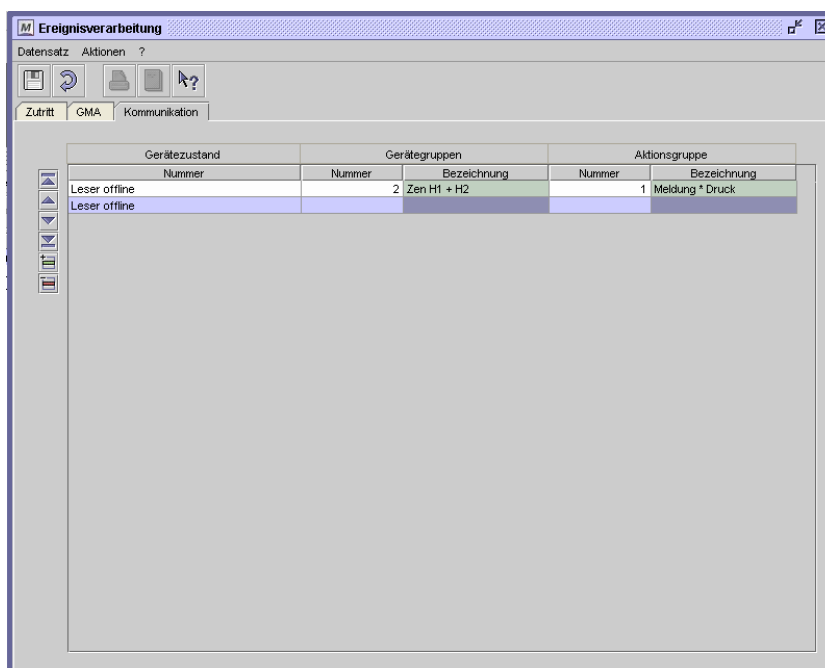 M Ereignisverarbeitung
Datensatz Aktionen ?
?
Zutritt GMA Kommunikation
Gerätezustand Gerätegruppen Aktionsgruppe
Nummer Nummer Bezeichnung Nummer Bezeichnung
Leser offline 2 Zen H1 + H2 1 Meldung * Druck
Leser offline